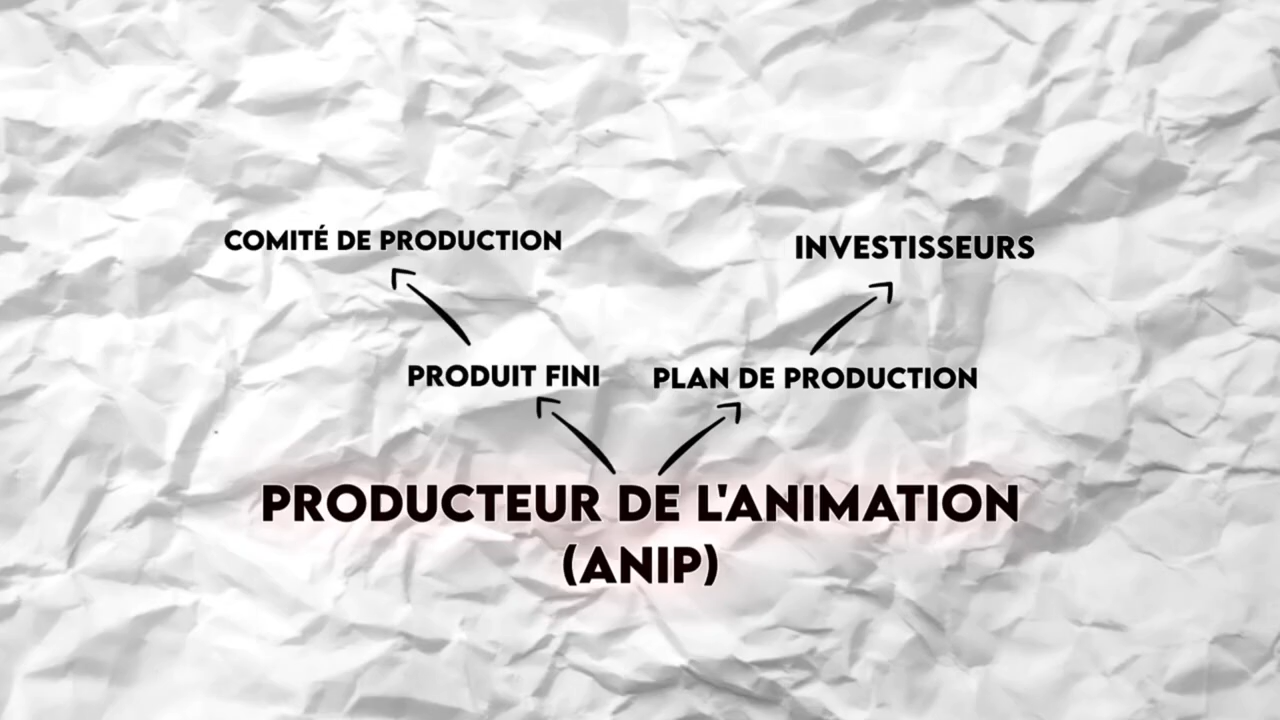 COMITÉ DE PRODUCTION
INVESTISSEURS
PRODUIT FINI
PLAN DE PRODUCTION
PRODUCTEUR DE L'ANIMATION
(ANIP)